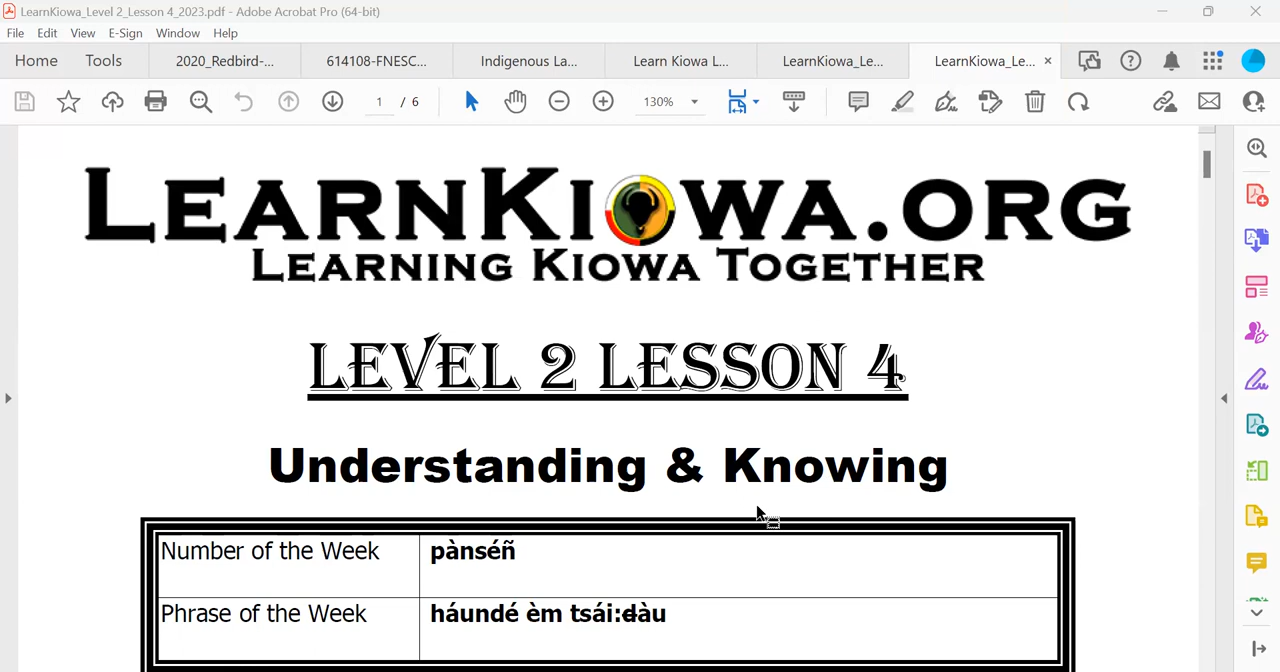 LearnKiowa_Level 2_Lesson 4_2023.pdf - Adobe Acrobat Pro (64-bit)
File Edit View E-Sign Window Help
Home Tools 2020_Redbird-... 614108-FNESC... Indigenous La... Learn Kiowa L... LearnKiowa_Le... LearnKiowa_Le... ×
1 / 6 130%
LEARNKIOWA.ORG
LEARNING KIOWA TOGETHER
LEVEL 2 LESSON 4
Understanding & Knowing
Number of the Week pànséñ
Phrase of the Week háundé èm tsái:ꟈàu